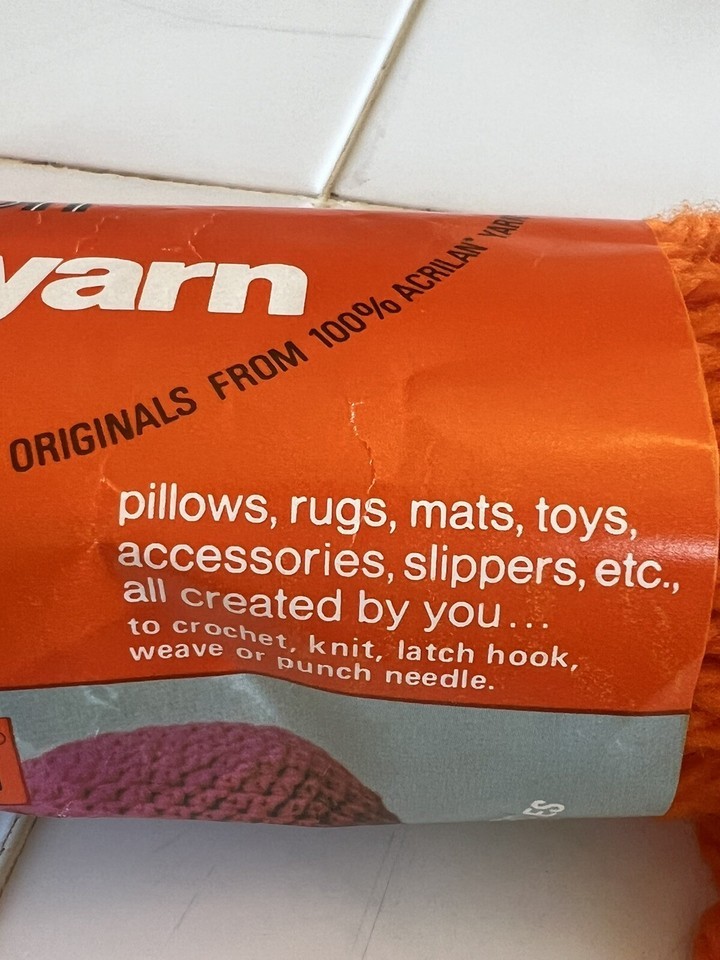 yarn
ORIGINALS FROM 100% ACRILAN® YARN
pillows, rugs, mats, toys,
accessories, slippers, etc.,
all created by you...
to crochet, knit, latch hook,
weave or punch needle.